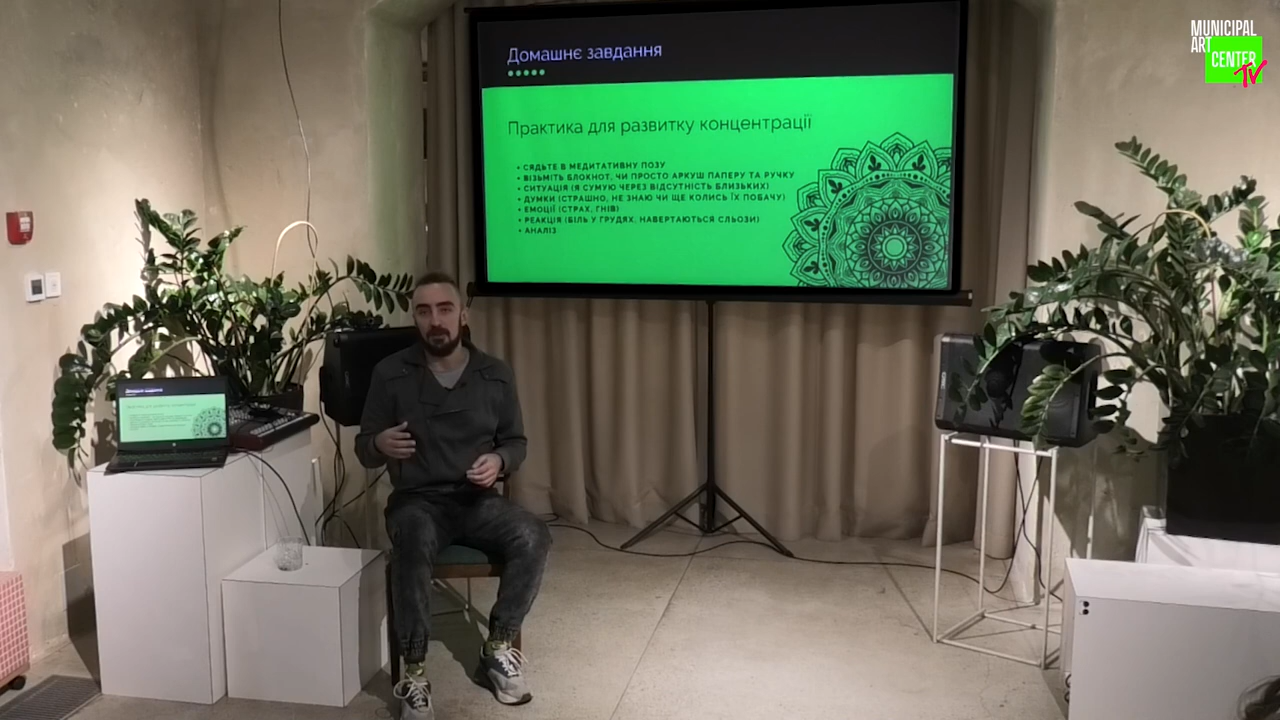 MUNICIPAL
ART
CENTER
TV
Домашнє завдання
Практика для развитку концентрації
• СЯДЬТЕ В МЕДИТАТИВНУ ПОЗУ
• ВІЗЬМІТЬ БЛОКНОТ, ЧИ ПРОСТО АРКУШ ПАПЕРУ ТА РУЧКУ
• СИТУАЦІЯ (Я СУМУЮ ЧЕРЕЗ ВІДСУТНІСТЬ БЛИЗЬКИХ)
• ДУМКИ (СТРАШНО, НЕ ЗНАЮ ЧИ ЩЕ КОЛИСЬ ЇХ ПОБАЧУ)
• ЕМОЦІЇ (СТРАХ, ГНІВ)
• РЕАКЦІЯ (БІЛЬ У ГРУДЯХ. НАВЕРТАЮТЬСЯ СЛЬОЗИ)
• АНАЛІЗ
Домашнє завдання